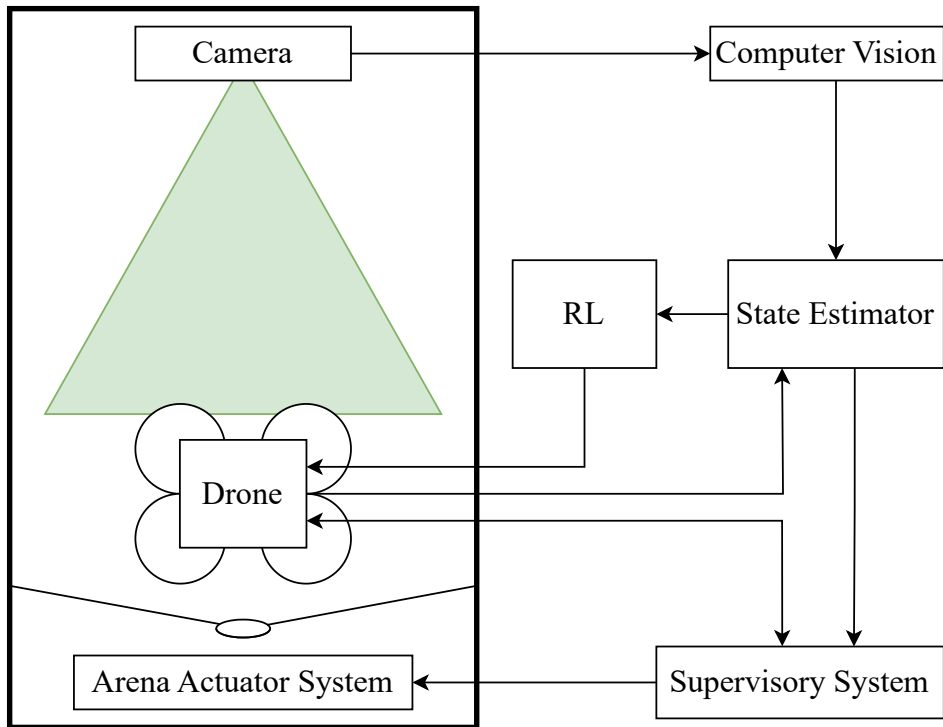 Camera
Computer Vision
RL
State Estimator
Drone
Arena Actuator System
Supervisory System